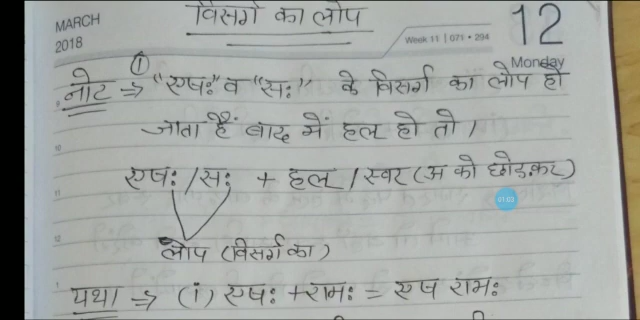 MARCH
2018
विसर्ग का लोप
Week 11 | 071 • 294
12
Monday
①
नोट ⇒ "एषः" व "सः" के विसर्ग का लोप हो
जाता हैं बाद में हल् हो तो।
एषः / सः + हल् / स्वर (अ को छोड़कर)
लोप (विसर्ग का)
यथा ⇒ (i) एषः + रामः = एष रामः